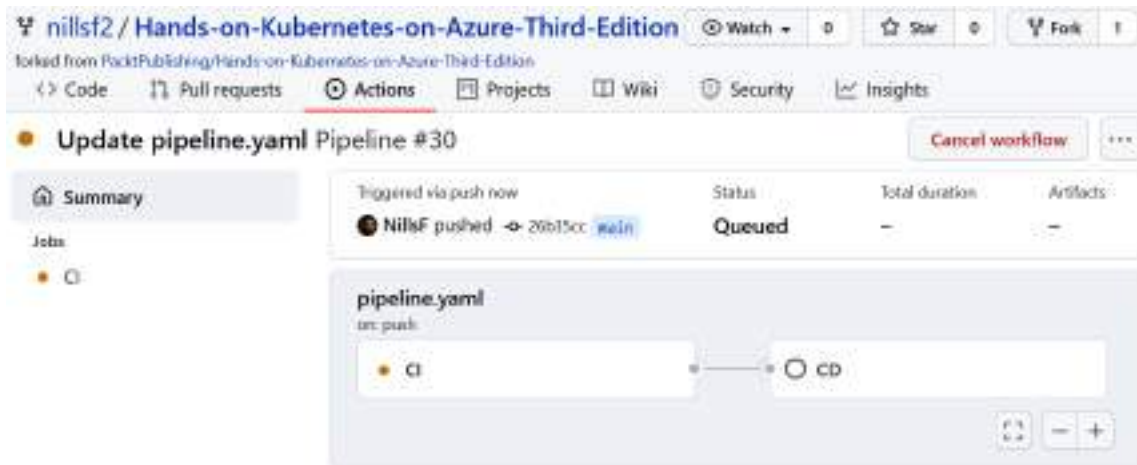 nillsf2 / Hands-on-Kubernetes-on-Azure-Third-Edition Watch 0 Star 0 Fork 1
forked from PacktPublishing/Hands-on-Kubernetes-on-Azure-Third-Edition
<> Code Pull requests Actions Projects Wiki Security Insights
Update pipeline.yaml Pipeline #30 Cancel workflow ...
Summary
Triggered via push now Status Total duration Artifacts
NillsF pushed 26b35cc main Queued – –
Jobs
CI
pipeline.yaml
on: push
CI CD